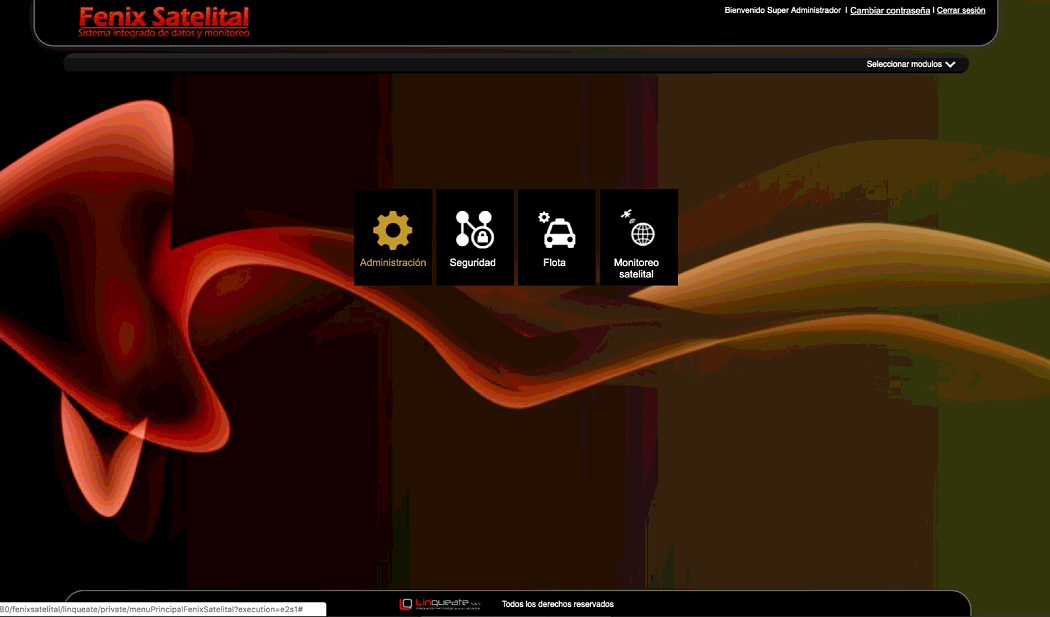 Fenix Satelital
Sistema integrado de datos y monitoreo
Bienvenido Super Administrador | Cambiar contraseña | Cerrar sesión
Seleccionar modulos
Administración
Seguridad
Flota
Monitoreo
satelital
80/fenixsatelital/linqueate/private/menuPrincipalFenixSatelital?execution=e2s1#
Linqueate SAS
Todos los derechos reservados